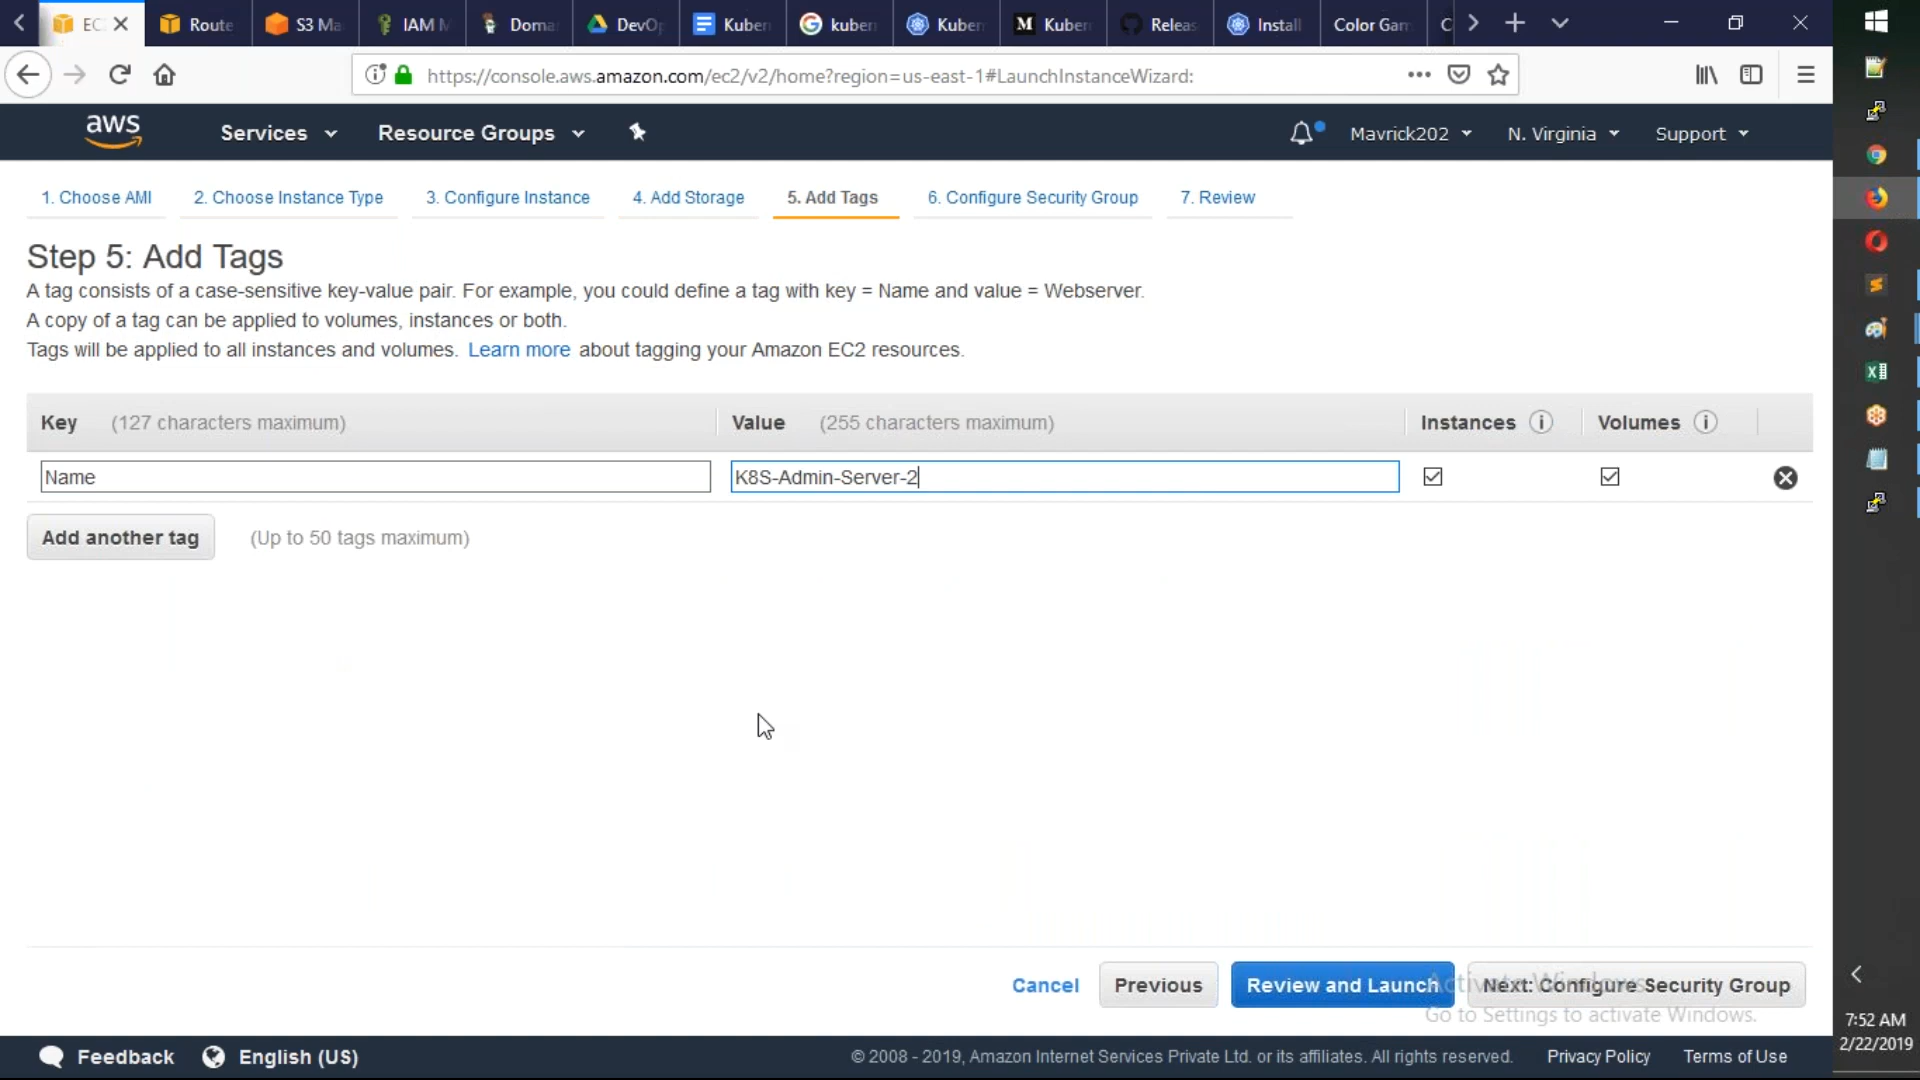 EC
Route
S3 Ma
IAM M
Doma
DevOp
Kuber
kuber
Kuber
Kuber
Releas
Install
Color Gam
C
https://console.aws.amazon.com/ec2/v2/home?region=us-east-1#LaunchInstanceWizard:
aws
Services
Resource Groups
Mavrick202
N. Virginia
Support
1. Choose AMI
2. Choose Instance Type
3. Configure Instance
4. Add Storage
5. Add Tags
6. Configure Security Group
7. Review
Step 5: Add Tags
A tag consists of a case-sensitive key-value pair. For example, you could define a tag with key = Name and value = Webserver.
A copy of a tag can be applied to volumes, instances or both.
Tags will be applied to all instances and volumes. Learn more about tagging your Amazon EC2 resources.
Key (127 characters maximum)
Value (255 characters maximum)
Instances
Volumes
Name
K8S-Admin-Server-2
Add another tag
(Up to 50 tags maximum)
Cancel
Previous
Review and Launch
Next: Configure Security Group
Activate Windows
Go to Settings to activate Windows.
Feedback
English (US)
© 2008 - 2019, Amazon Internet Services Private Ltd. or its affiliates. All rights reserved.
Privacy Policy
Terms of Use
7:52 AM
2/22/2019